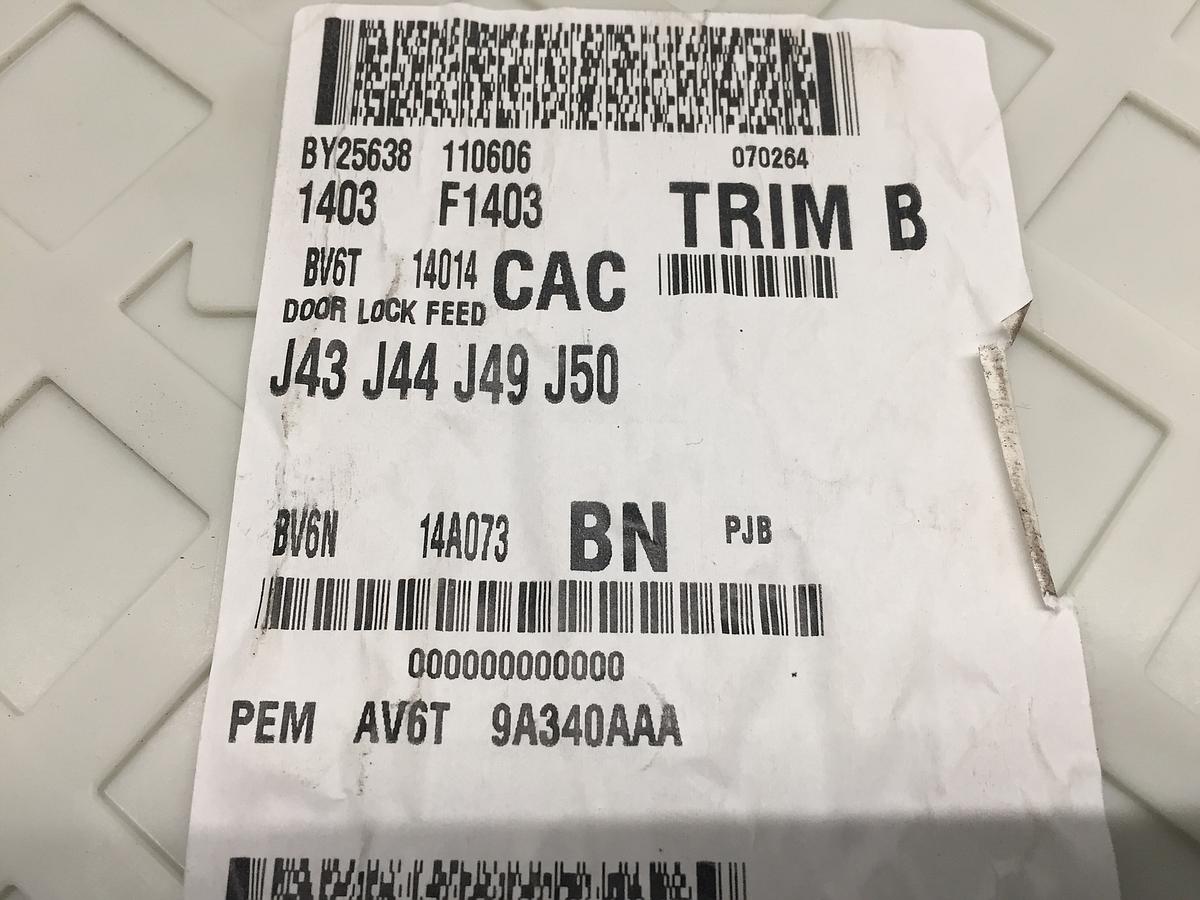 BY25638 110606 070264
1403 F1403 TRIM B
BV6T 14014 CAC
DOOR LOCK FEED
J43 J44 J49 J50
BV6N 14A073 BN PJB
000000000000
PEM AV6T 9A340AAA